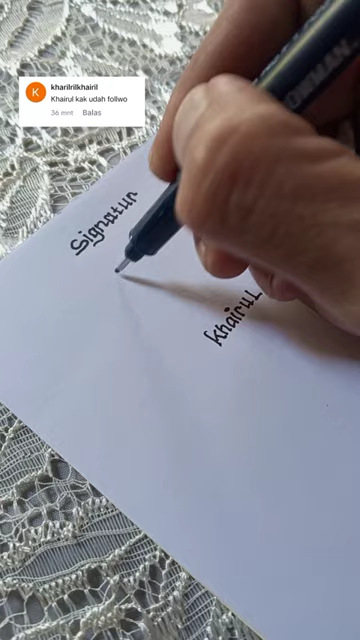 kharilrilkhairil
Khairul kak udah follwo
36 mnt Balas
K
Signatur
Khairul